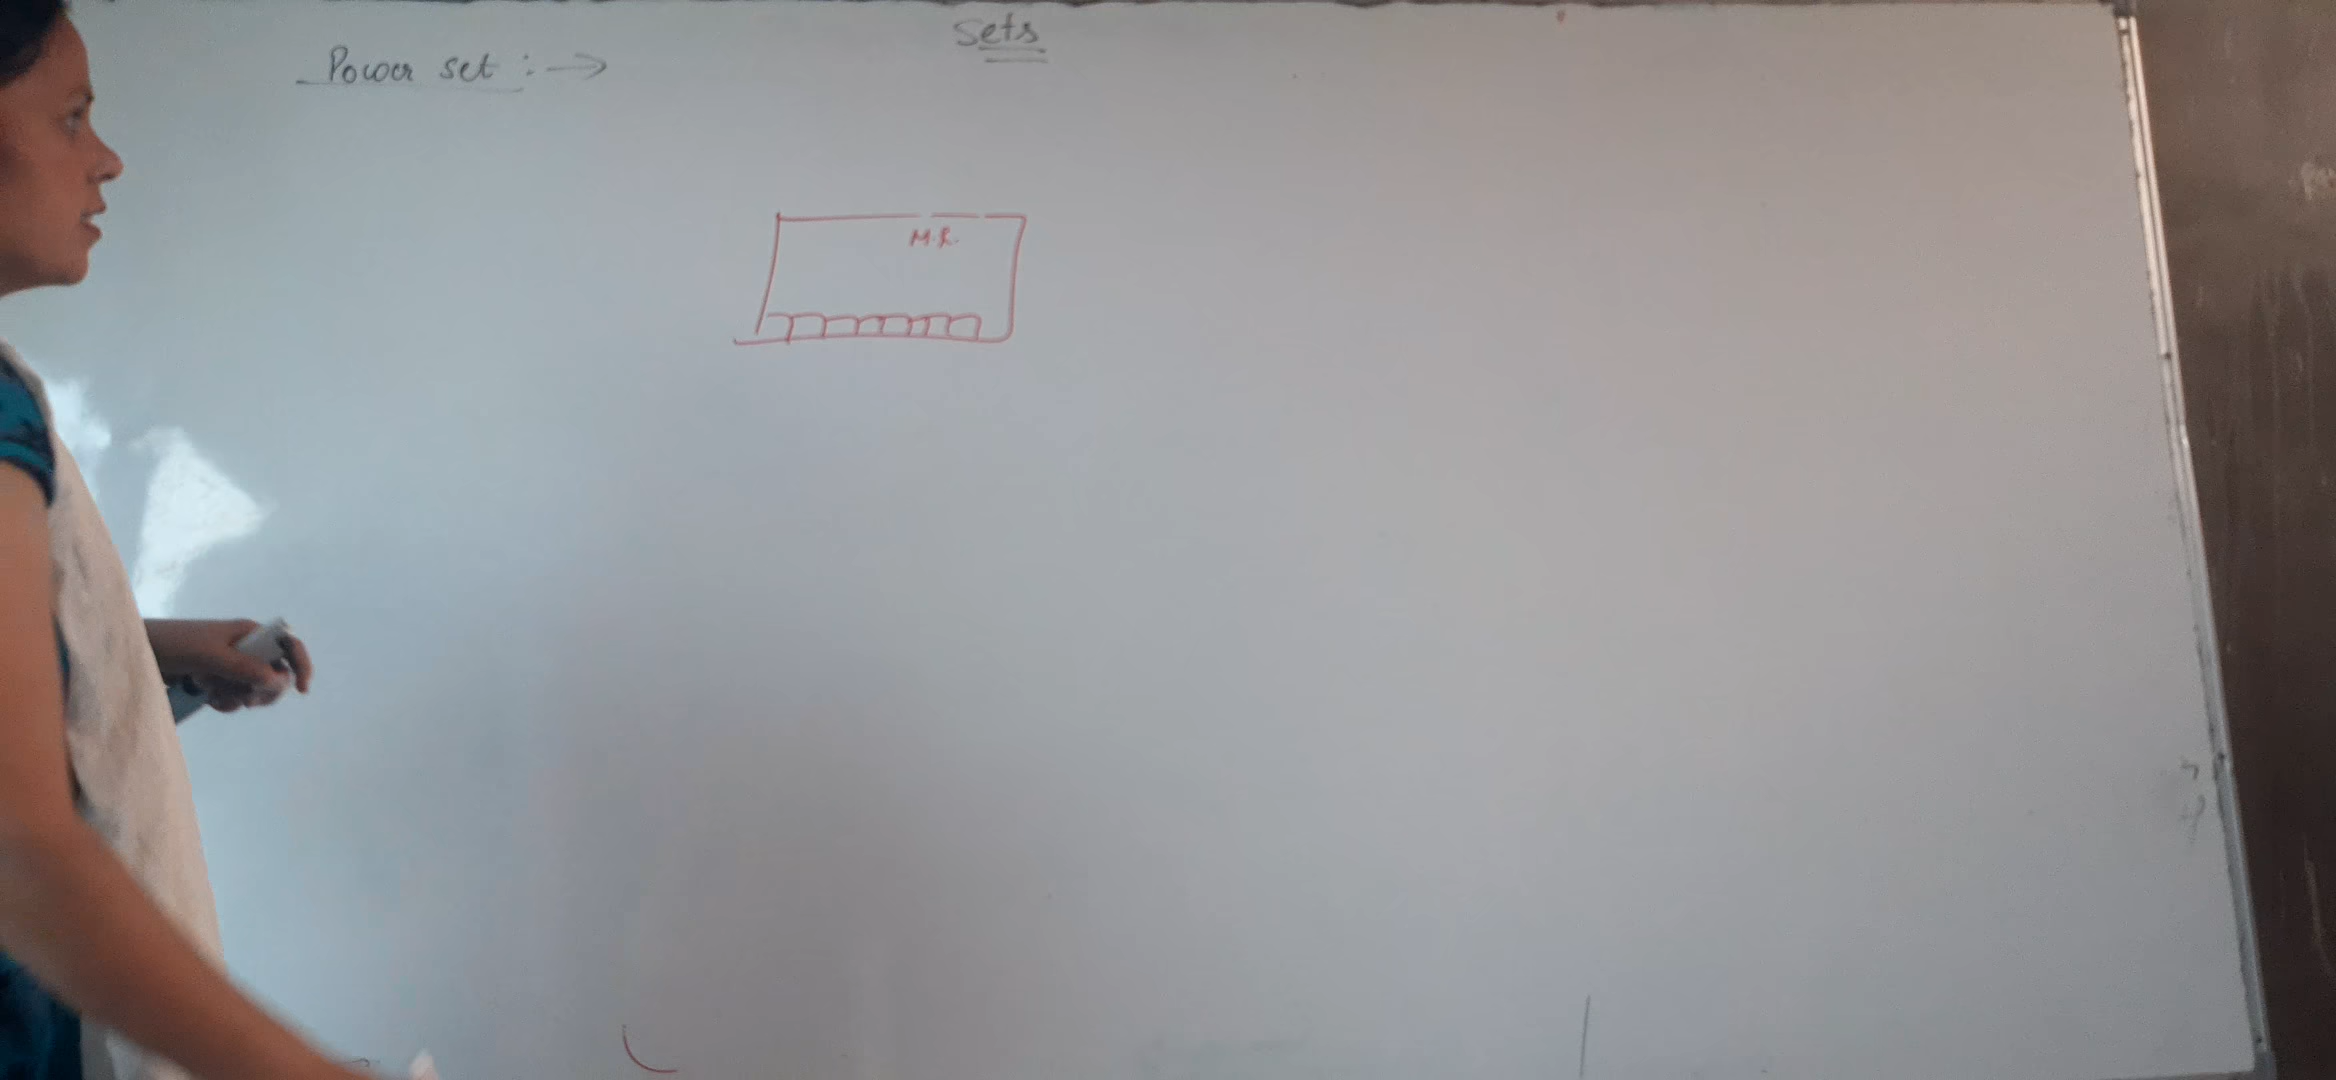 Sets
Power set :→
M.R.